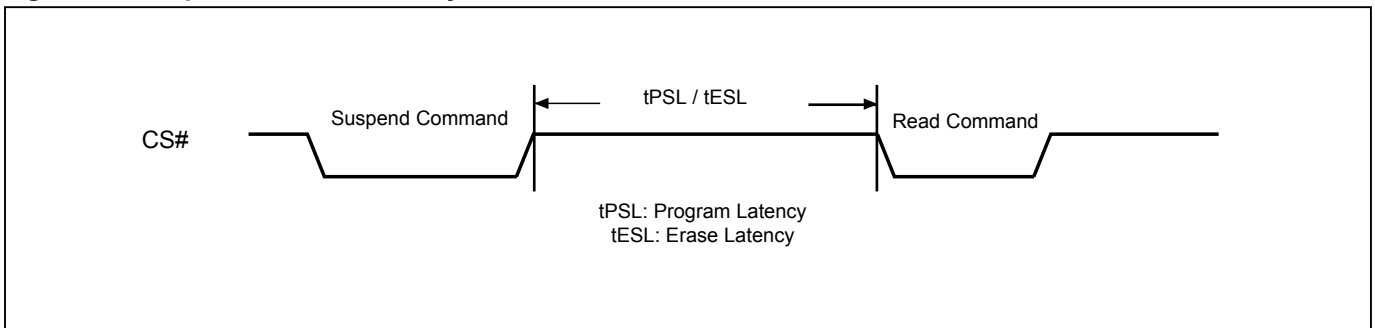 tPSL / tESL
Suspend Command
Read Command
CS#
tPSL: Program Latency
tESL: Erase Latency